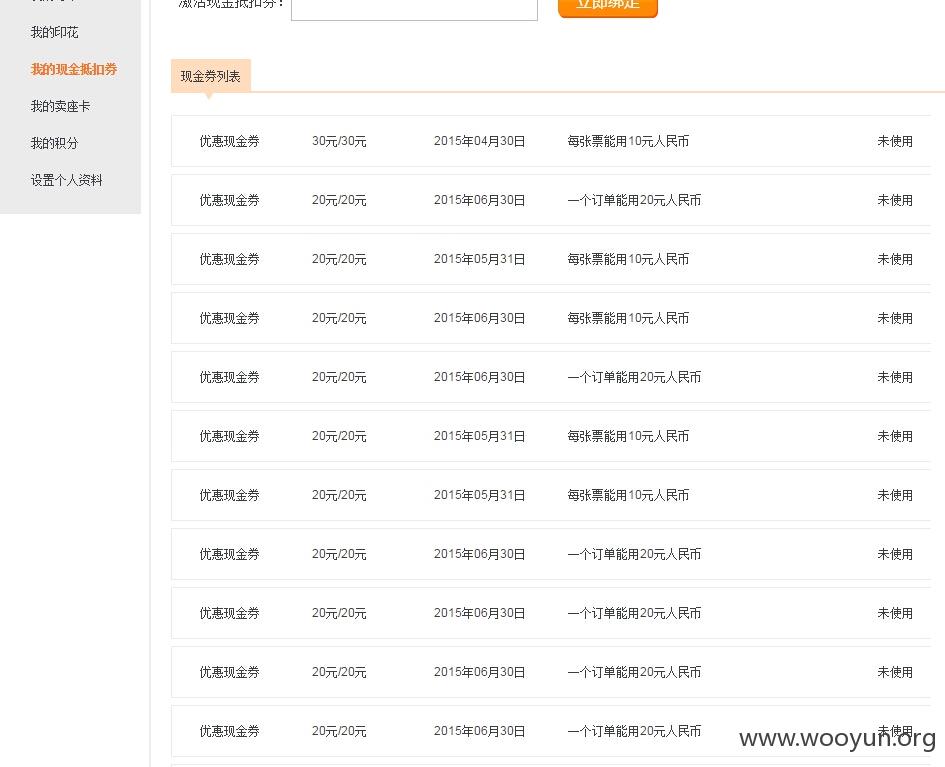 激活现金抵扣券：
立即绑定
我的印花
我的现金抵扣券
我的卖座卡
我的积分
设置个人资料
现金券列表
优惠现金券 30元/30元 2015年04月30日 每张票能用10元人民币 未使用
优惠现金券 20元/20元 2015年06月30日 一个订单能用20元人民币 未使用
优惠现金券 20元/20元 2015年05月31日 每张票能用10元人民币 未使用
优惠现金券 20元/20元 2015年06月30日 每张票能用10元人民币 未使用
优惠现金券 20元/20元 2015年06月30日 一个订单能用20元人民币 未使用
优惠现金券 20元/20元 2015年05月31日 每张票能用10元人民币 未使用
优惠现金券 20元/20元 2015年05月31日 每张票能用10元人民币 未使用
优惠现金券 20元/20元 2015年06月30日 一个订单能用20元人民币 未使用
优惠现金券 20元/20元 2015年06月30日 一个订单能用20元人民币 未使用
优惠现金券 20元/20元 2015年06月30日 一个订单能用20元人民币 未使用
优惠现金券 20元/20元 2015年06月30日 一个订单能用20元人民币 未使用
www.wooyun.org